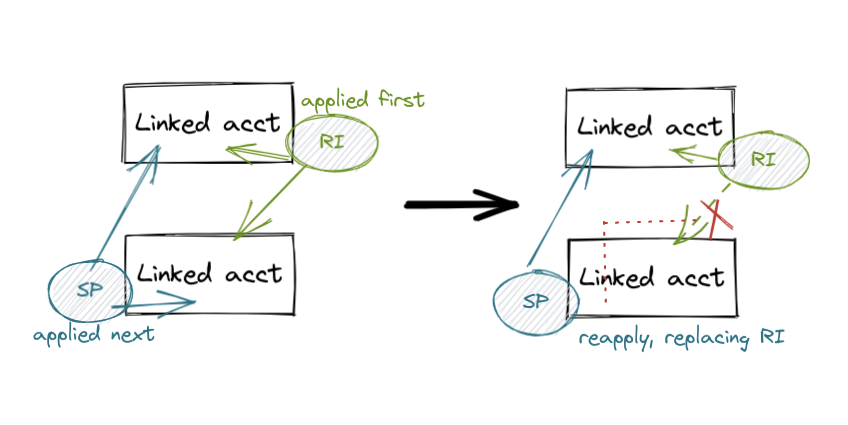 applied first
Linked acct
RI
Linked acct
SP
applied next
Linked acct
RI
Linked acct
SP
reapply, replacing RI